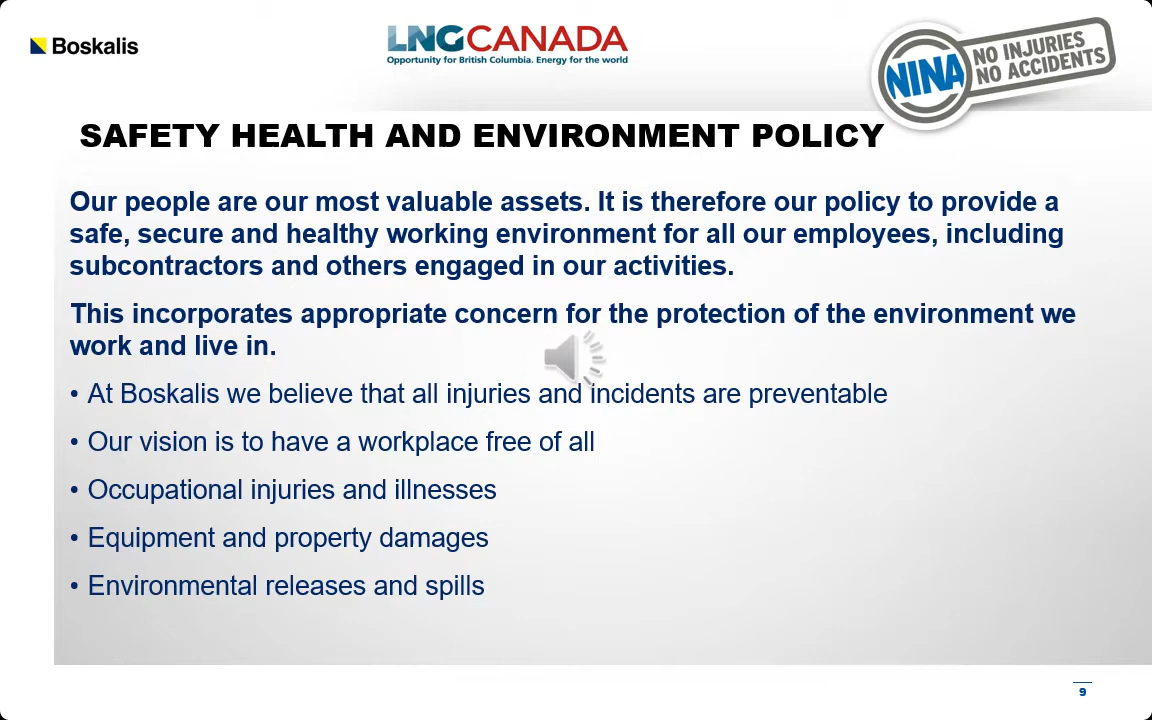 Boskalis
LNGCANADA
Opportunity for British Columbia. Energy for the world
NINA
NO INJURIES
NO ACCIDENTS
SAFETY HEALTH AND ENVIRONMENT POLICY
Our people are our most valuable assets. It is therefore our policy to provide a
safe, secure and healthy working environment for all our employees, including
subcontractors and others engaged in our activities.
This incorporates appropriate concern for the protection of the environment we
work and live in.
• At Boskalis we believe that all injuries and incidents are preventable
• Our vision is to have a workplace free of all
• Occupational injuries and illnesses
• Equipment and property damages
• Environmental releases and spills
9